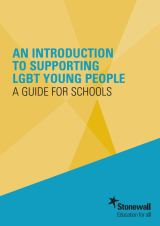 AN INTRODUCTION
TO SUPPORTING
LGBT YOUNG PEOPLE
A GUIDE FOR SCHOOLS
Stonewall
Education for all